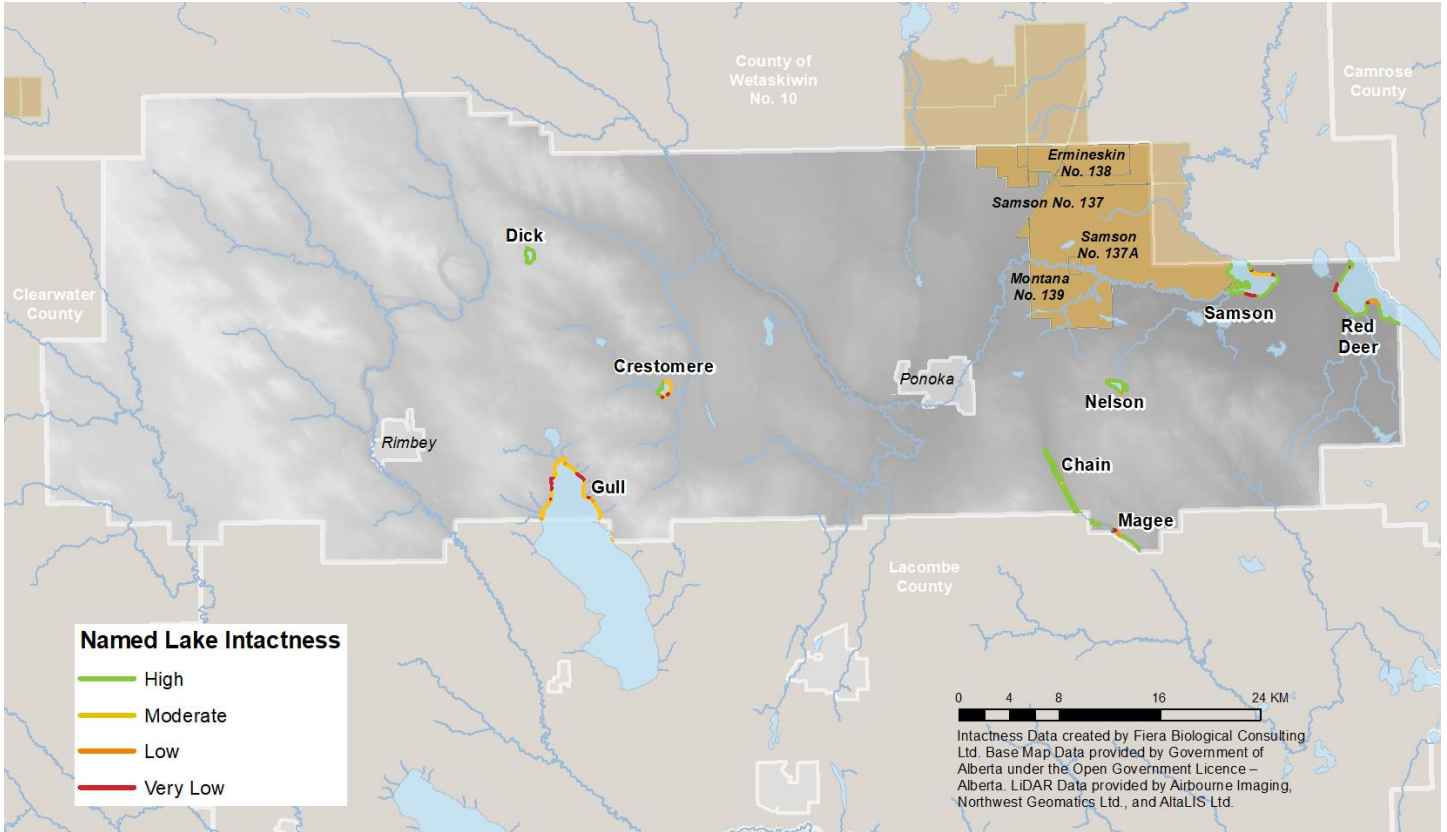 County of
Wetaskiwin
No. 10
Camrose
County
Ermineskin
No. 138
Samson No. 137
Samson
No. 137A
Montana
No. 139
Dick
Clearwater
County
Samson
Red
Deer
Crestomere
Ponoka
Nelson
Rimbey
Chain
Gull
Magee
Lacombe
County
Named Lake Intactness
High
Moderate
Low
Very Low
0 4 8 16 24 KM
Intactness Data created by Fiera Biological Consulting
Ltd. Base Map Data provided by Government of
Alberta under the Open Government Licence –
Alberta. LiDAR Data provided by Airbourne Imaging,
Northwest Geomatics Ltd., and AltaLIS Ltd.